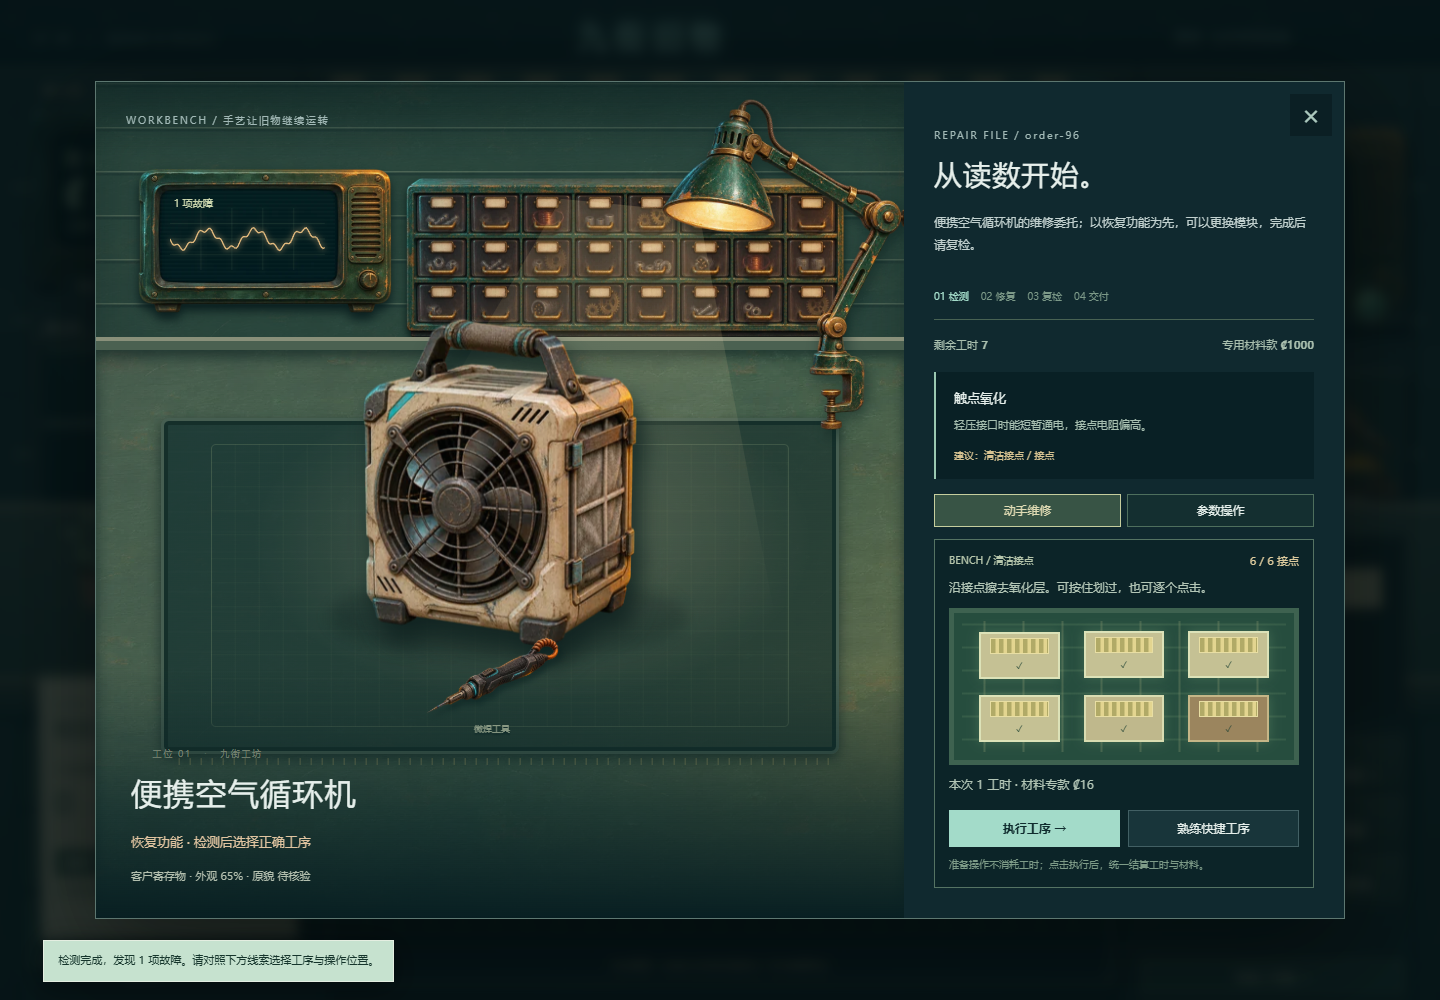 WORKBENCH / 手艺让旧物继续运转
1 项故障
微焊工具
工位 01 · 九衔工坊
便携空气循环机
恢复功能 · 检测后选择正确工序
客户寄存物 · 外观 65% · 原貌 待核验
×
REPAIR FILE / order-96
从读数开始。
便携空气循环机的维修委托；以恢复功能为先，可以更换模块，完成后
请复检。
01 检测 02 修复 03 复检 04 交付
剩余工时 7 专用材料款 ₡1000
触点氧化
轻压接口时能短暂通电，接点电阻偏高。
建议：清洁接点 / 接点
动手维修 参数操作
BENCH / 清洁接点 6 / 6 接点
沿接点擦去氧化层。可按住划过，也可逐个点击。
✓ ✓ ✓
✓ ✓ ✓
本次 1 工时 · 材料专款 ₡16
执行工序 → 熟练快捷工序
准备操作不消耗工时；点击执行后，统一结算工时与材料。
检测完成，发现 1 项故障。请对照下方线索选择工序与操作位置。